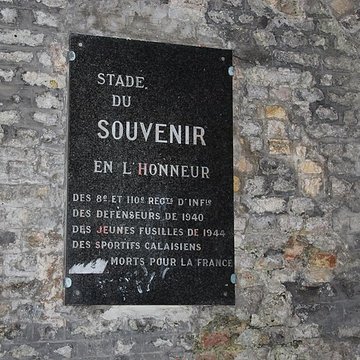 STADE.
DU
SOUVENIR
EN L'HONNEUR
DES 8e. ET 110e. REGTS D'INFIE
DES DEFENSEURS DE 1940
DES JEUNES FUSILLES DE 1944
DES SPORTIFS CALAISIENS
MORTS POUR LA FRANCE